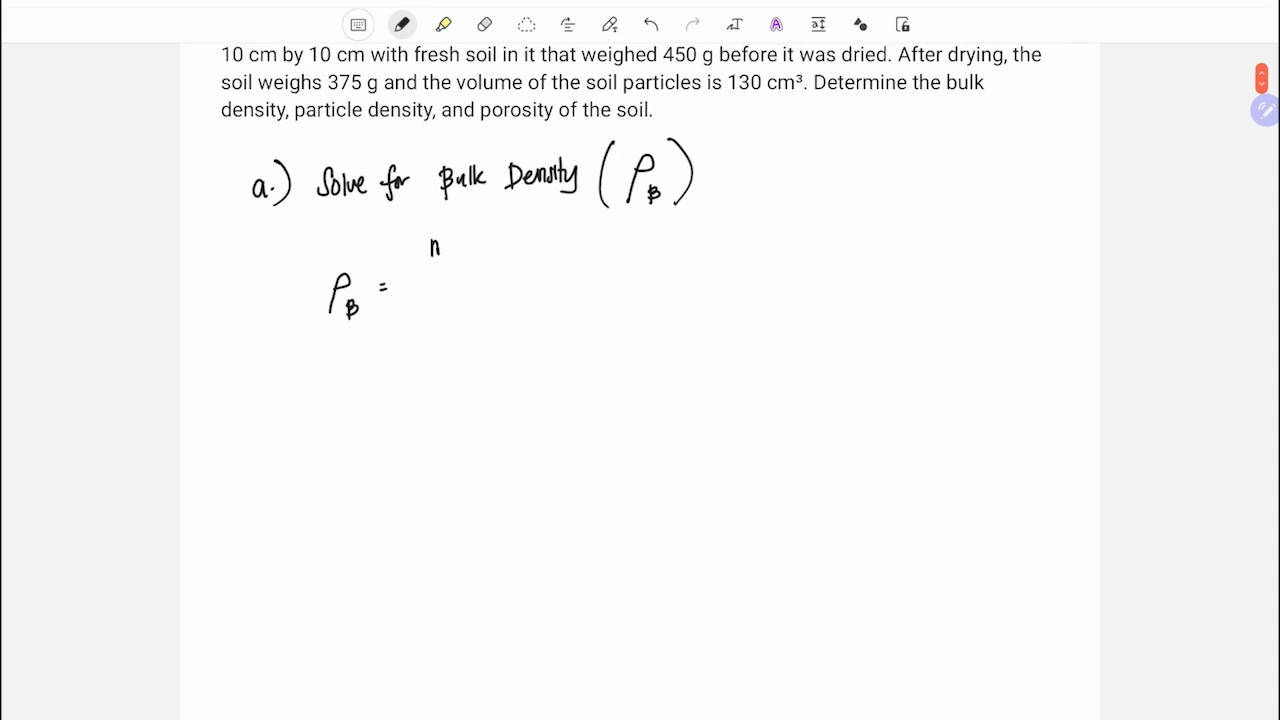 10 cm by 10 cm with fresh soil in it that weighed 450 g before it was dried. After drying, the
soil weighs 375 g and the volume of the soil particles is 130 cm³. Determine the bulk
density, particle density, and porosity of the soil.
a.) Solve for Bulk Density (ρB)
n
ρB =